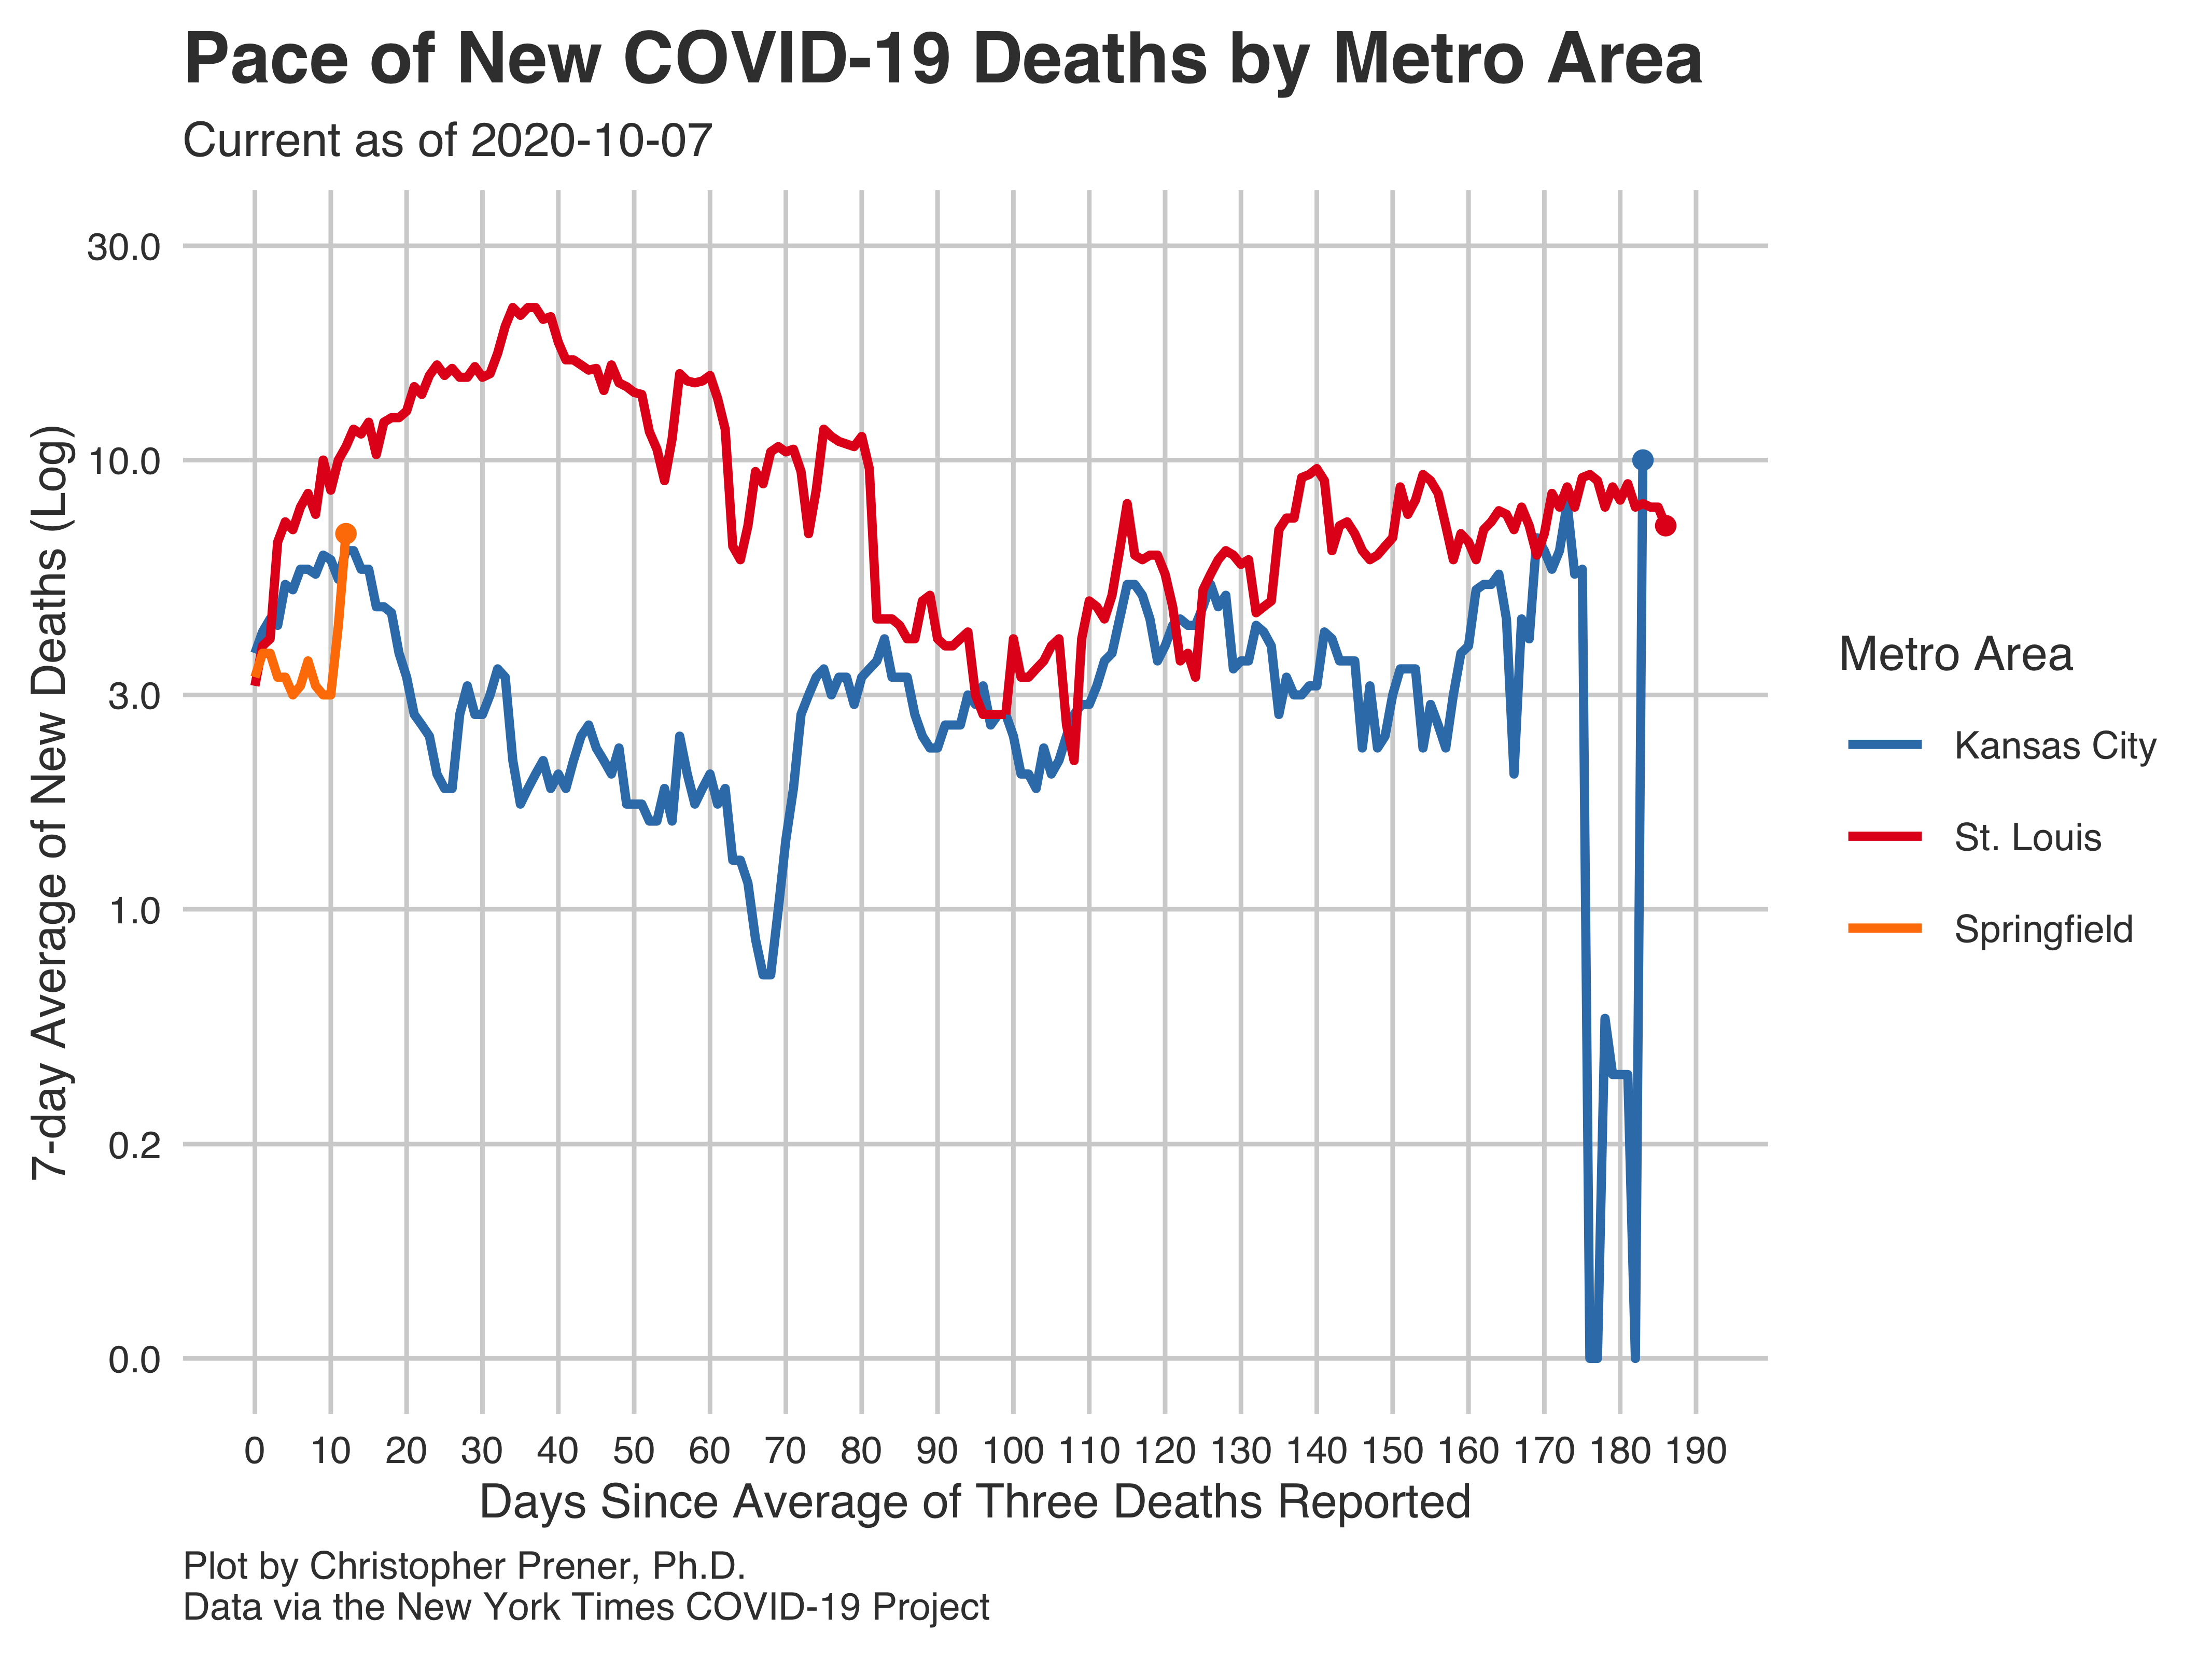 Pace of New COVID-19 Deaths by Metro Area
Current as of 2020-10-07
7-day Average of New Deaths (Log)
30.0
10.0
3.0
1.0
0.2
0.0
0 10 20 30 40 50 60 70 80 90 100 110 120 130 140 150 160 170 180 190
Days Since Average of Three Deaths Reported
Metro Area
Kansas City
St. Louis
Springfield
Plot by Christopher Prener, Ph.D.
Data via the New York Times COVID-19 Project